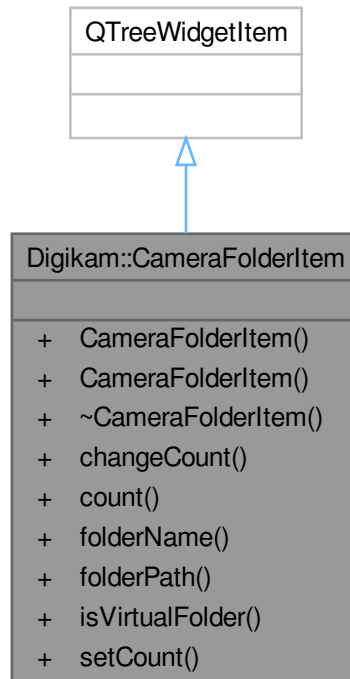 QTreeWidgetItem
Digikam::CameraFolderItem
+ CameraFolderItem()
+ CameraFolderItem()
+ ~CameraFolderItem()
+ changeCount()
+ count()
+ folderName()
+ folderPath()
+ isVirtualFolder()
+ setCount()